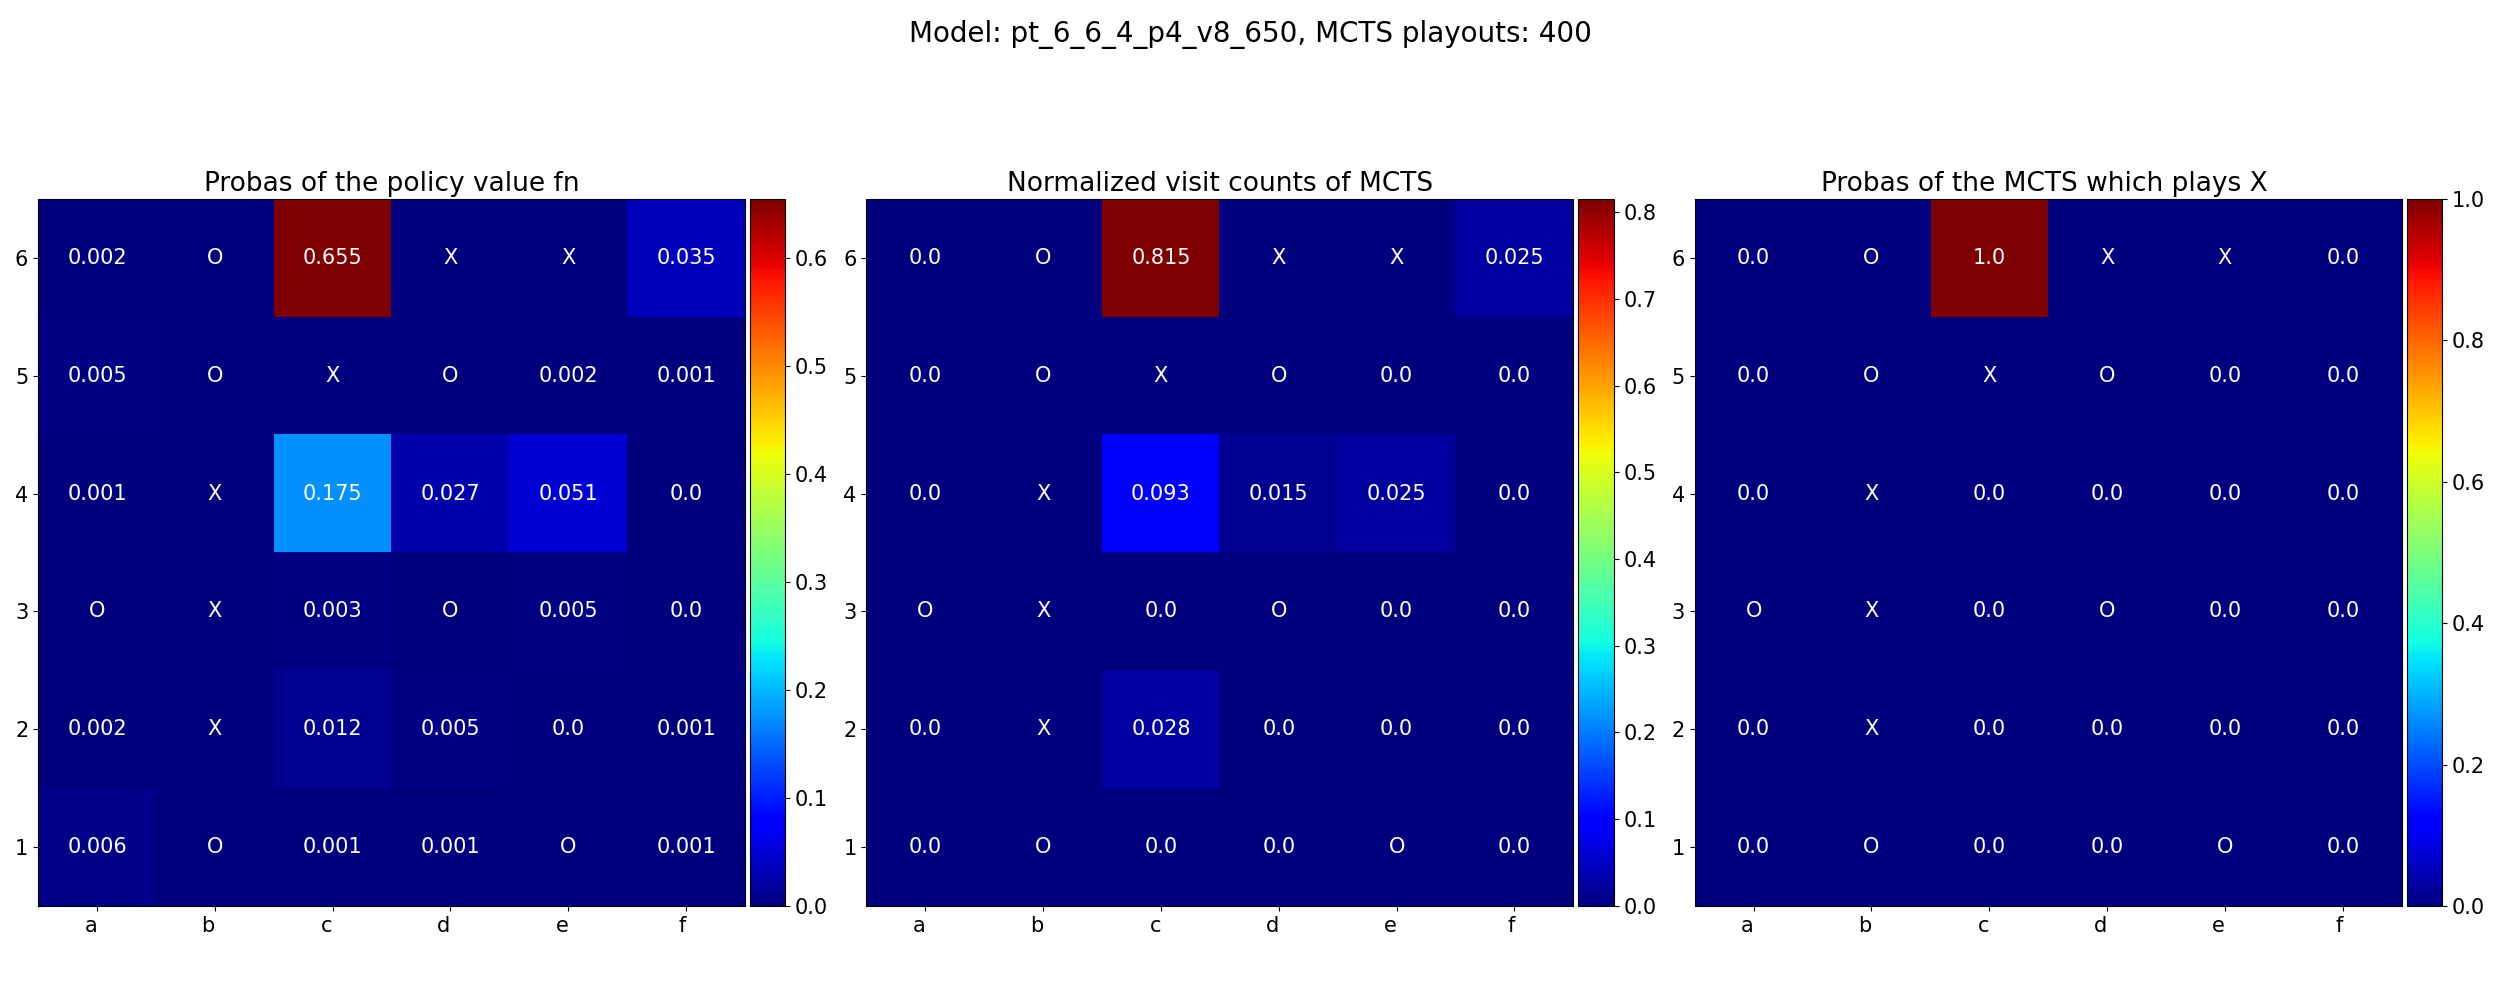 Model: pt_6_6_4_p4_v8_650, MCTS playouts: 400
Probas of the policy value fn
6 0.002 O 0.655 X X 0.035
5 0.005 O X O 0.002 0.001
4 0.001 X 0.175 0.027 0.051 0.0
3 O X 0.003 O 0.005 0.0
2 0.002 X 0.012 0.005 0.0 0.001
1 0.006 O 0.001 0.001 O 0.001
a b c d e f
0.6
0.5
0.4
0.3
0.2
0.1
0.0
Normalized visit counts of MCTS
6 0.0 O 0.815 X X 0.025
5 0.0 O X O 0.0 0.0
4 0.0 X 0.093 0.015 0.025 0.0
3 O X 0.0 O 0.0 0.0
2 0.0 X 0.028 0.0 0.0 0.0
1 0.0 O 0.0 0.0 O 0.0
a b c d e f
0.8
0.7
0.6
0.5
0.4
0.3
0.2
0.1
0.0
Probas of the MCTS which plays X
6 0.0 O 1.0 X X 0.0
5 0.0 O X O 0.0 0.0
4 0.0 X 0.0 0.0 0.0 0.0
3 O X 0.0 O 0.0 0.0
2 0.0 X 0.0 0.0 0.0 0.0
1 0.0 O 0.0 0.0 O 0.0
a b c d e f
1.0
0.8
0.6
0.4
0.2
0.0